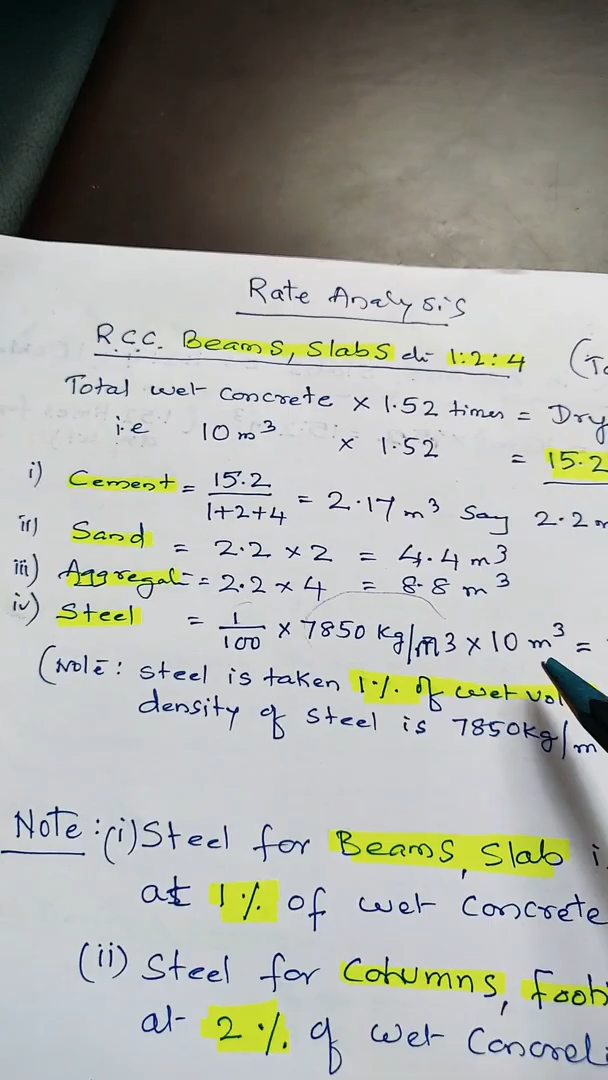 Rate Analysis
R.C.C. Beams, Slabs in 1:2:4 (To
Total wet concrete × 1.52 times = Dry
i.e 10 m³ × 1.52 = 15.2
i) Cement = 15.2/1+2+4 = 2.17 m³ Say 2.2 m
ii) Sand = 2.2 × 2 = 4.4 m³
iii) Aggregate = 2.2 × 4 = 8.8 m³
iv) Steel = 1/100 × 7850 kg/m3 × 10 m³ =
(Note: steel is taken 1% of wet vol
density of steel is 7850kg/m
Note: (i) Steel for Beams, Slab i
at 1% of wet concrete
(ii) Steel for Columns, Footi
at 2% of wet Concrete